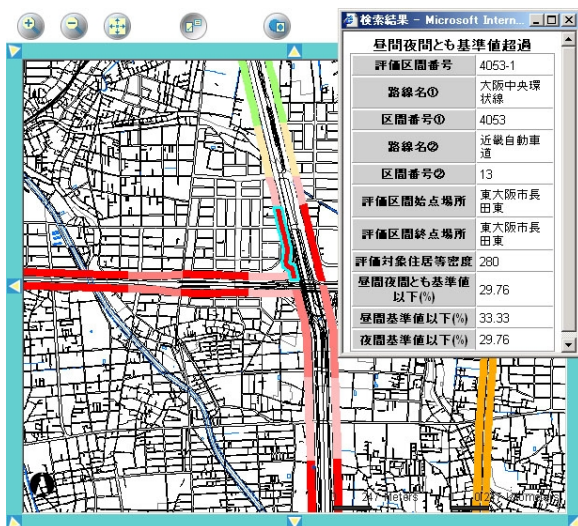 検索結果 - Microsoft Intern...
昼間夜間とも基準値超過
評価区間番号 4053-1
路線名① 大阪中央環
状線
区間番号① 4053
路線名② 近畿自動車
道
区間番号② 13
評価区間始点場所 東大阪市長
田東
評価区間終点場所 東大阪市長
田東
評価対象住居等密度 280
昼間夜間とも基準値
以下(%) 29.76
昼間基準値以下(%) 33.33
夜間基準値以下(%) 29.76
247 Meters